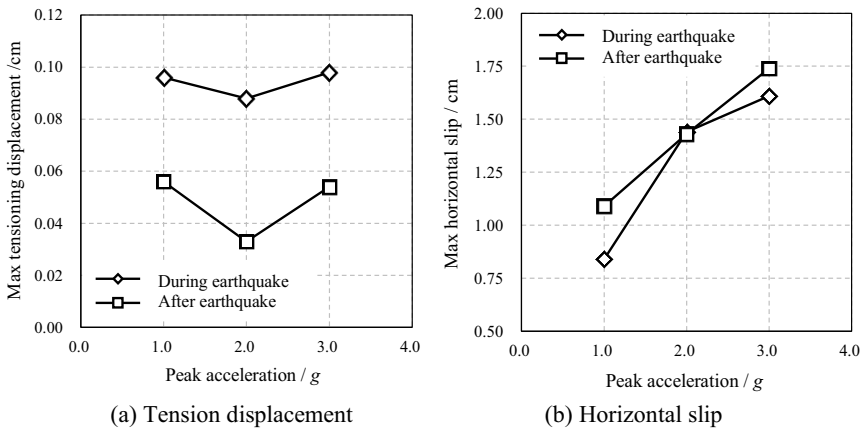 Max tensioning displacement /cm
0.12
0.10
0.08
0.06
0.04
0.02
0.00
During earthquake
After earthquake
0.0 1.0 2.0 3.0 4.0
Peak acceleration / g
(a) Tension displacement
Max horizontal slip / cm
2.00
1.75
1.50
1.25
1.00
0.75
0.50
During earthquake
After earthquake
0.0 1.0 2.0 3.0 4.0
Peak acceleration / g
(b) Horizontal slip